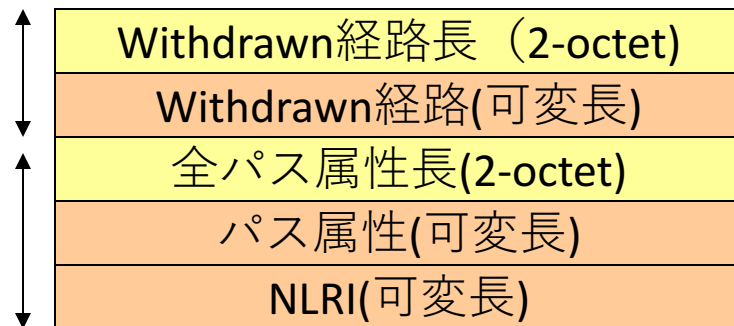 Withdrawn経路長（2-octet)
Withdrawn経路(可変長)
全パス属性長(2-octet)
パス属性(可変長)
NLRI(可変長)